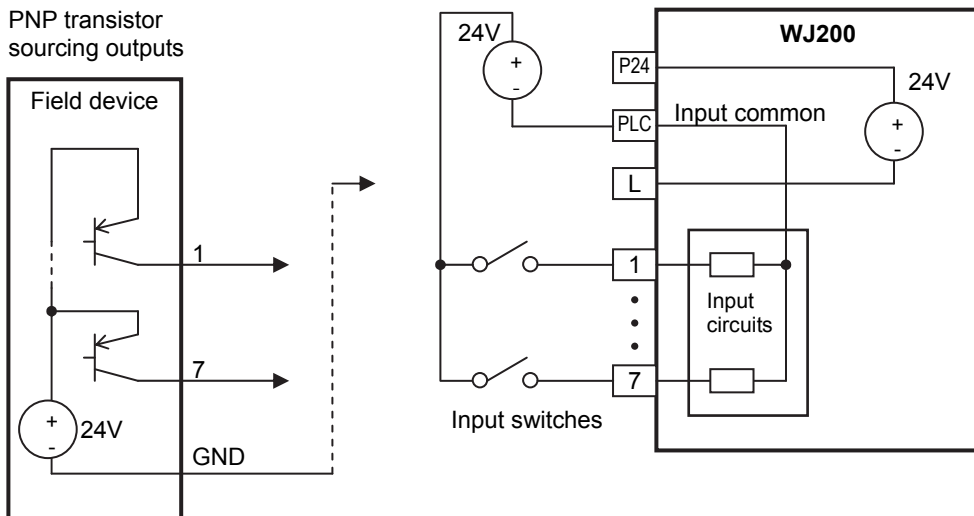 PNP transistor
sourcing outputs
Field device
1
7
+
-
24V
GND
24V
+
-
WJ200
P24
PLC
L
Input common
24V
+
-
1
7
Input
circuits
Input switches